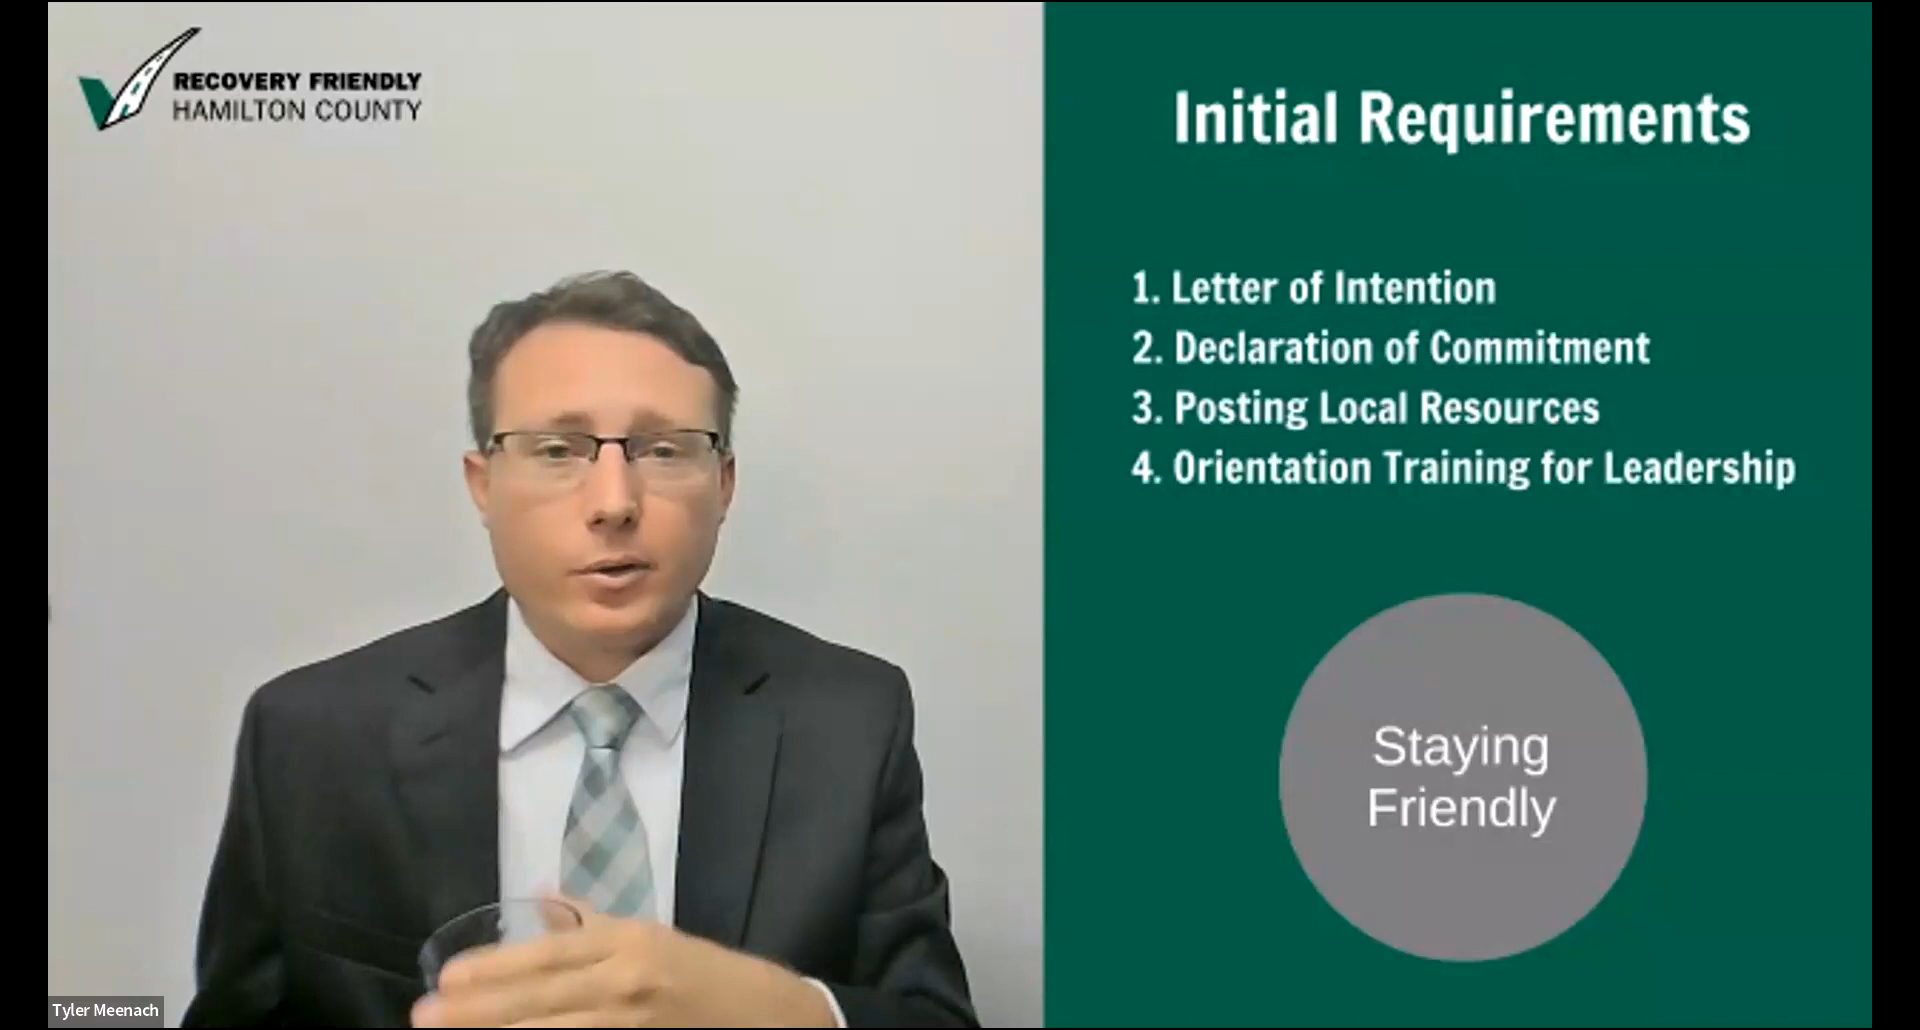 RECOVERY FRIENDLY
HAMILTON COUNTY
Initial Requirements
1. Letter of Intention
2. Declaration of Commitment
3. Posting Local Resources
4. Orientation Training for Leadership
Staying
Friendly
Tyler Meenach